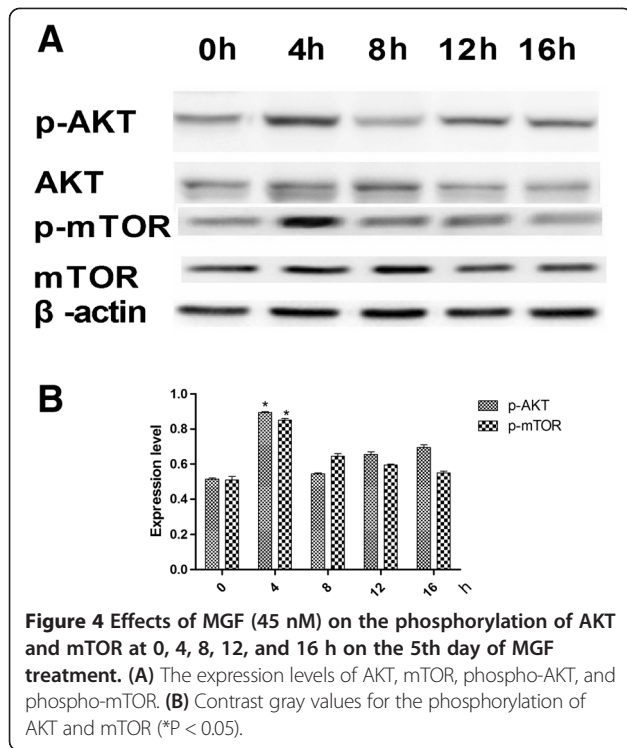 A
0h 4h 8h 12h 16h
p-AKT
AKT
p-mTOR
mTOR
β -actin
B
1.0
0.8
0.6
0.4
0.2
0.0
Expression level
* *
p-AKT
p-mTOR
0 4 8 12 16 h
Figure 4 Effects of MGF (45 nM) on the phosphorylation of AKT
and mTOR at 0, 4, 8, 12, and 16 h on the 5th day of MGF
treatment. (A) The expression levels of AKT, mTOR, phospho-AKT, and
phospho-mTOR. (B) Contrast gray values for the phosphorylation of
AKT and mTOR (*P < 0.05).